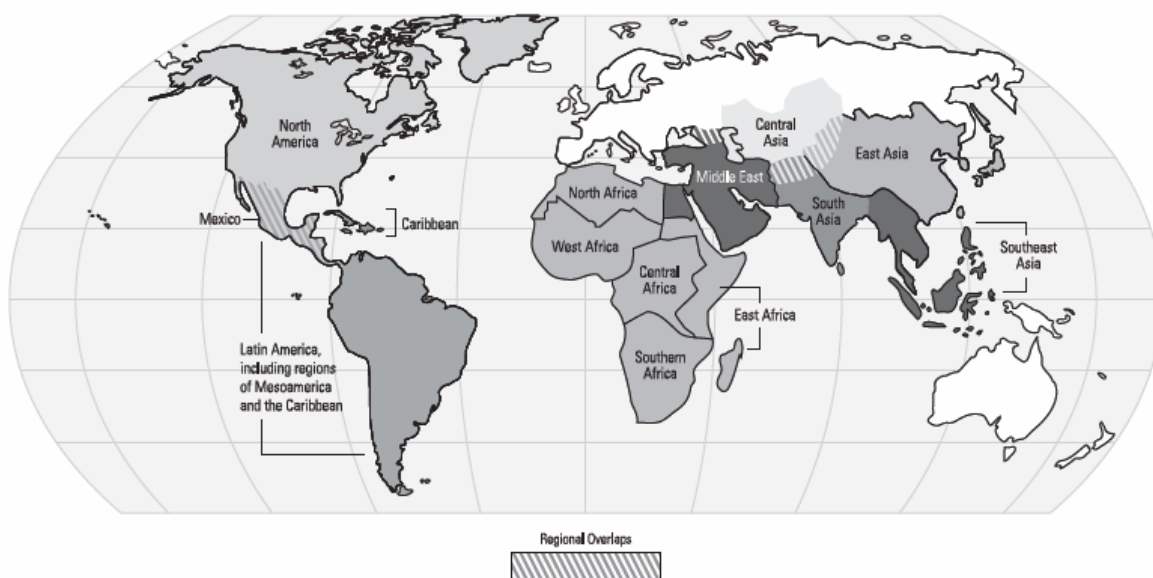 North
America
Mexico
Caribbean
Latin America,
including regions
of Mesoamerica
and the Caribbean
North Africa
West Africa
Central
Africa
East Africa
Southern
Africa
Middle East
Central
Asia
East Asia
South
Asia
Southeast
Asia
Regional Overlaps